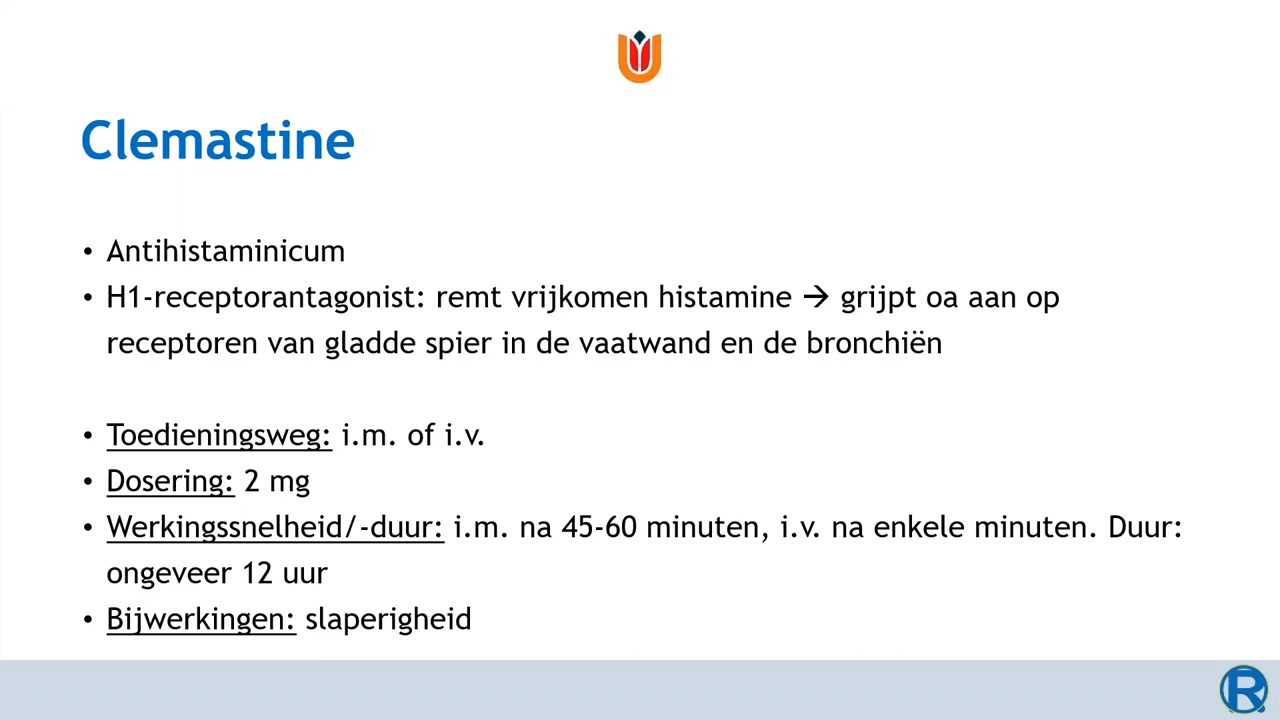 Clemastine
• Antihistaminicum
• H1-receptorantagonist: remt vrijkomen histamine → grijpt oa aan op
receptoren van gladde spier in de vaatwand en de bronchiën
• Toedieningsweg: i.m. of i.v.
• Dosering: 2 mg
• Werkingssnelheid/-duur: i.m. na 45-60 minuten, i.v. na enkele minuten. Duur:
ongeveer 12 uur
• Bijwerkingen: slaperigheid
R